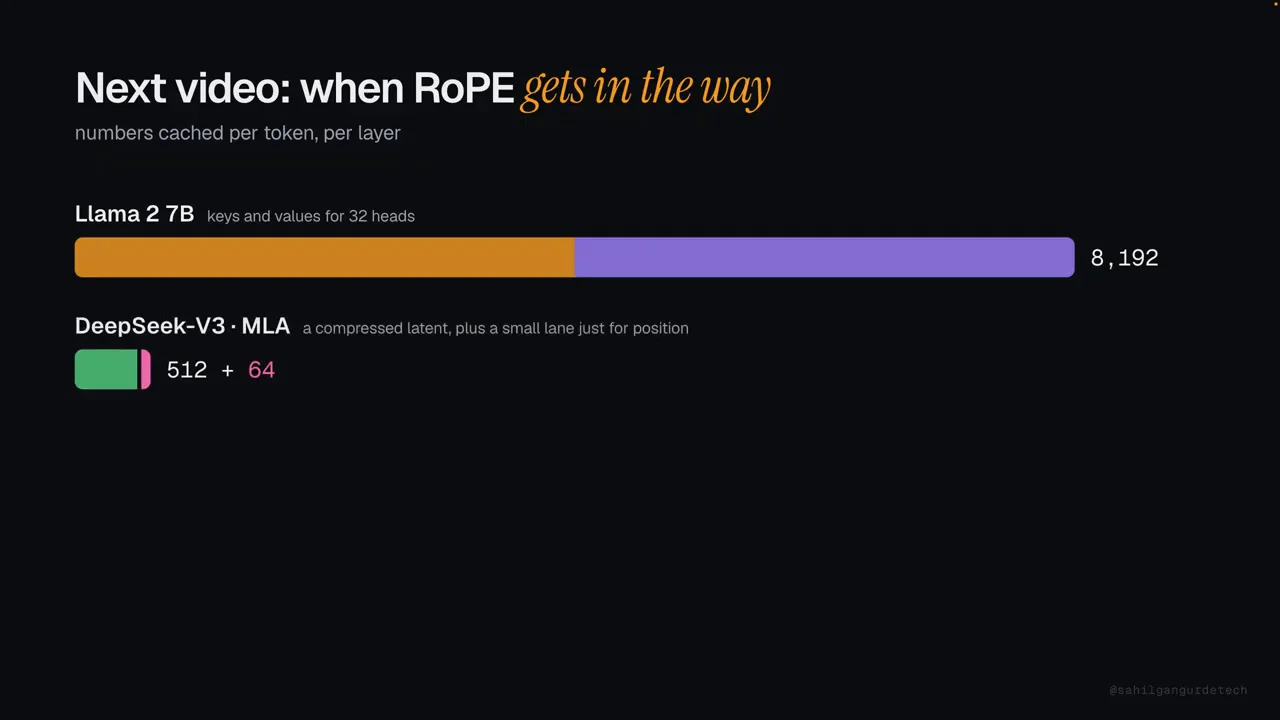 Next video: when RoPE gets in the way
numbers cached per token, per layer
Llama 2 7B keys and values for 32 heads
8,192
DeepSeek-V3 · MLA a compressed latent, plus a small lane just for position
512 + 64
@sahilgangurdetech